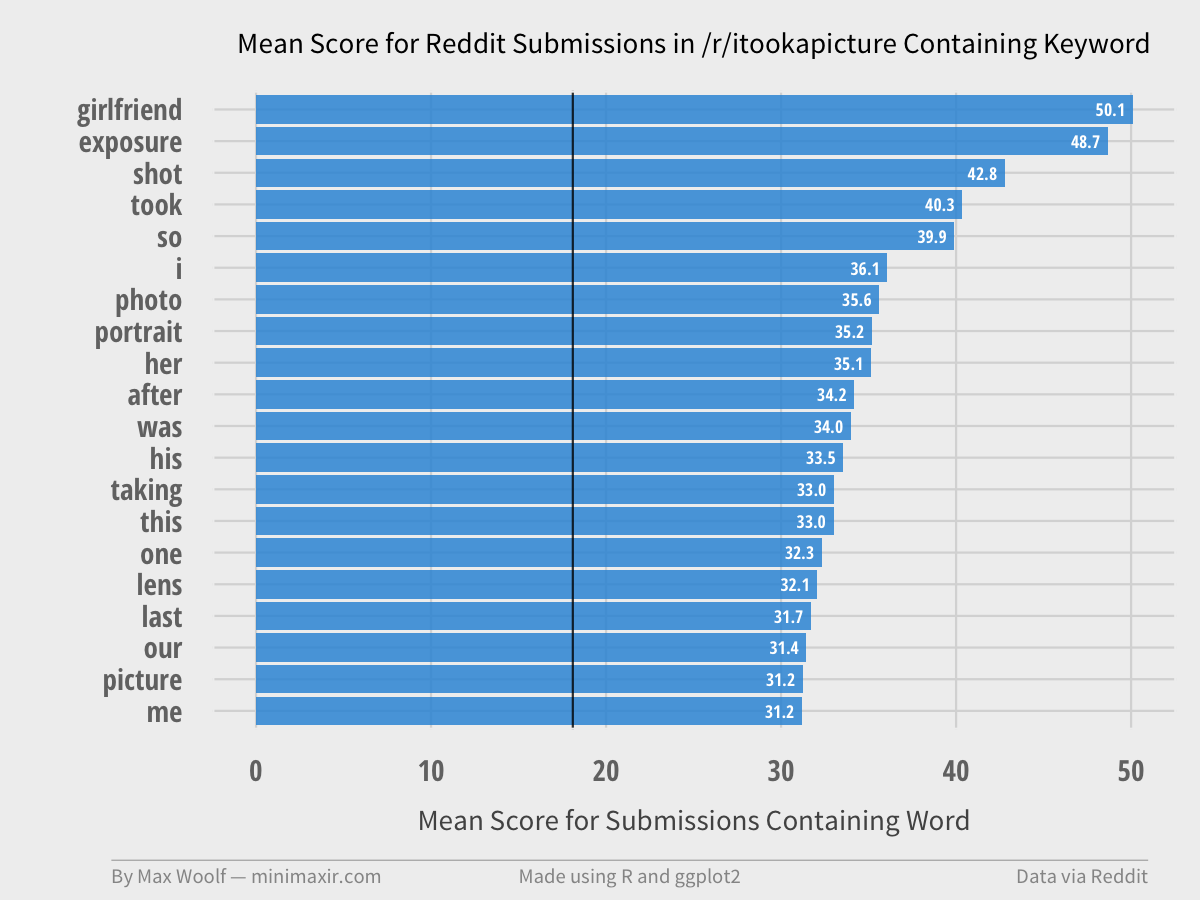 Mean Score for Reddit Submissions in /r/itookapicture Containing Keyword
girlfriend 50.1
exposure 48.7
shot 42.8
took 40.3
so 39.9
i 36.1
photo 35.6
portrait 35.2
her 35.1
after 34.2
was 34.0
his 33.5
taking 33.0
this 33.0
one 32.3
lens 32.1
last 31.7
our 31.4
picture 31.2
me 31.2
0 10 20 30 40 50
Mean Score for Submissions Containing Word
By Max Woolf — minimaxir.com Made using R and ggplot2 Data via Reddit